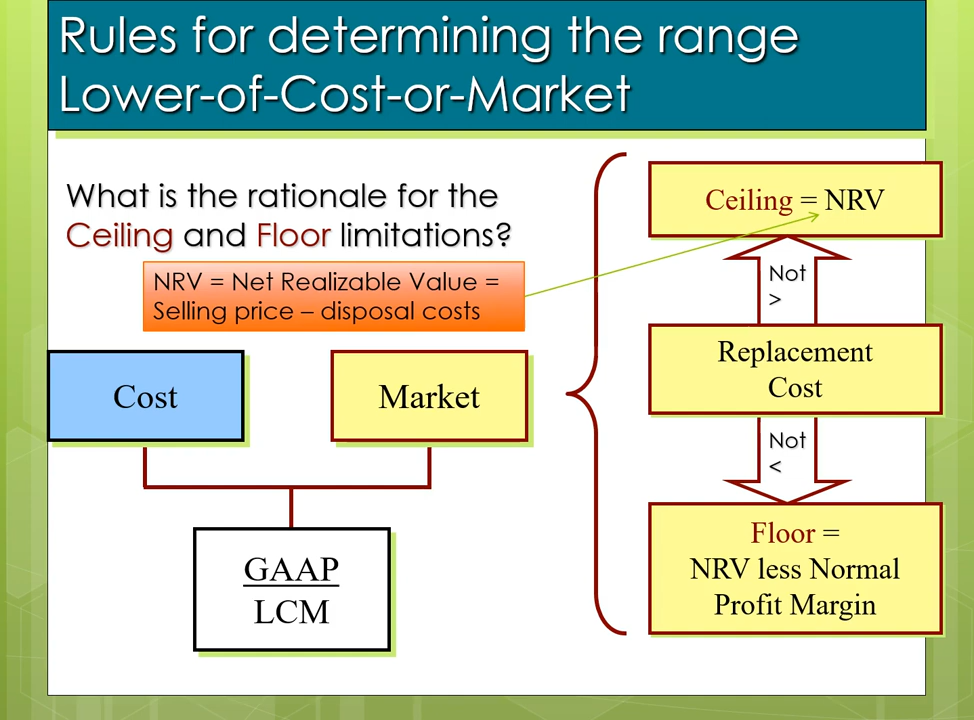 Rules for determining the range
Lower-of-Cost-or-Market
What is the rationale for the
Ceiling and Floor limitations?
NRV = Net Realizable Value =
Selling price – disposal costs
Cost
Market
GAAP
LCM
Ceiling = NRV
Not
>
Replacement
Cost
Not
<
Floor =
NRV less Normal
Profit Margin